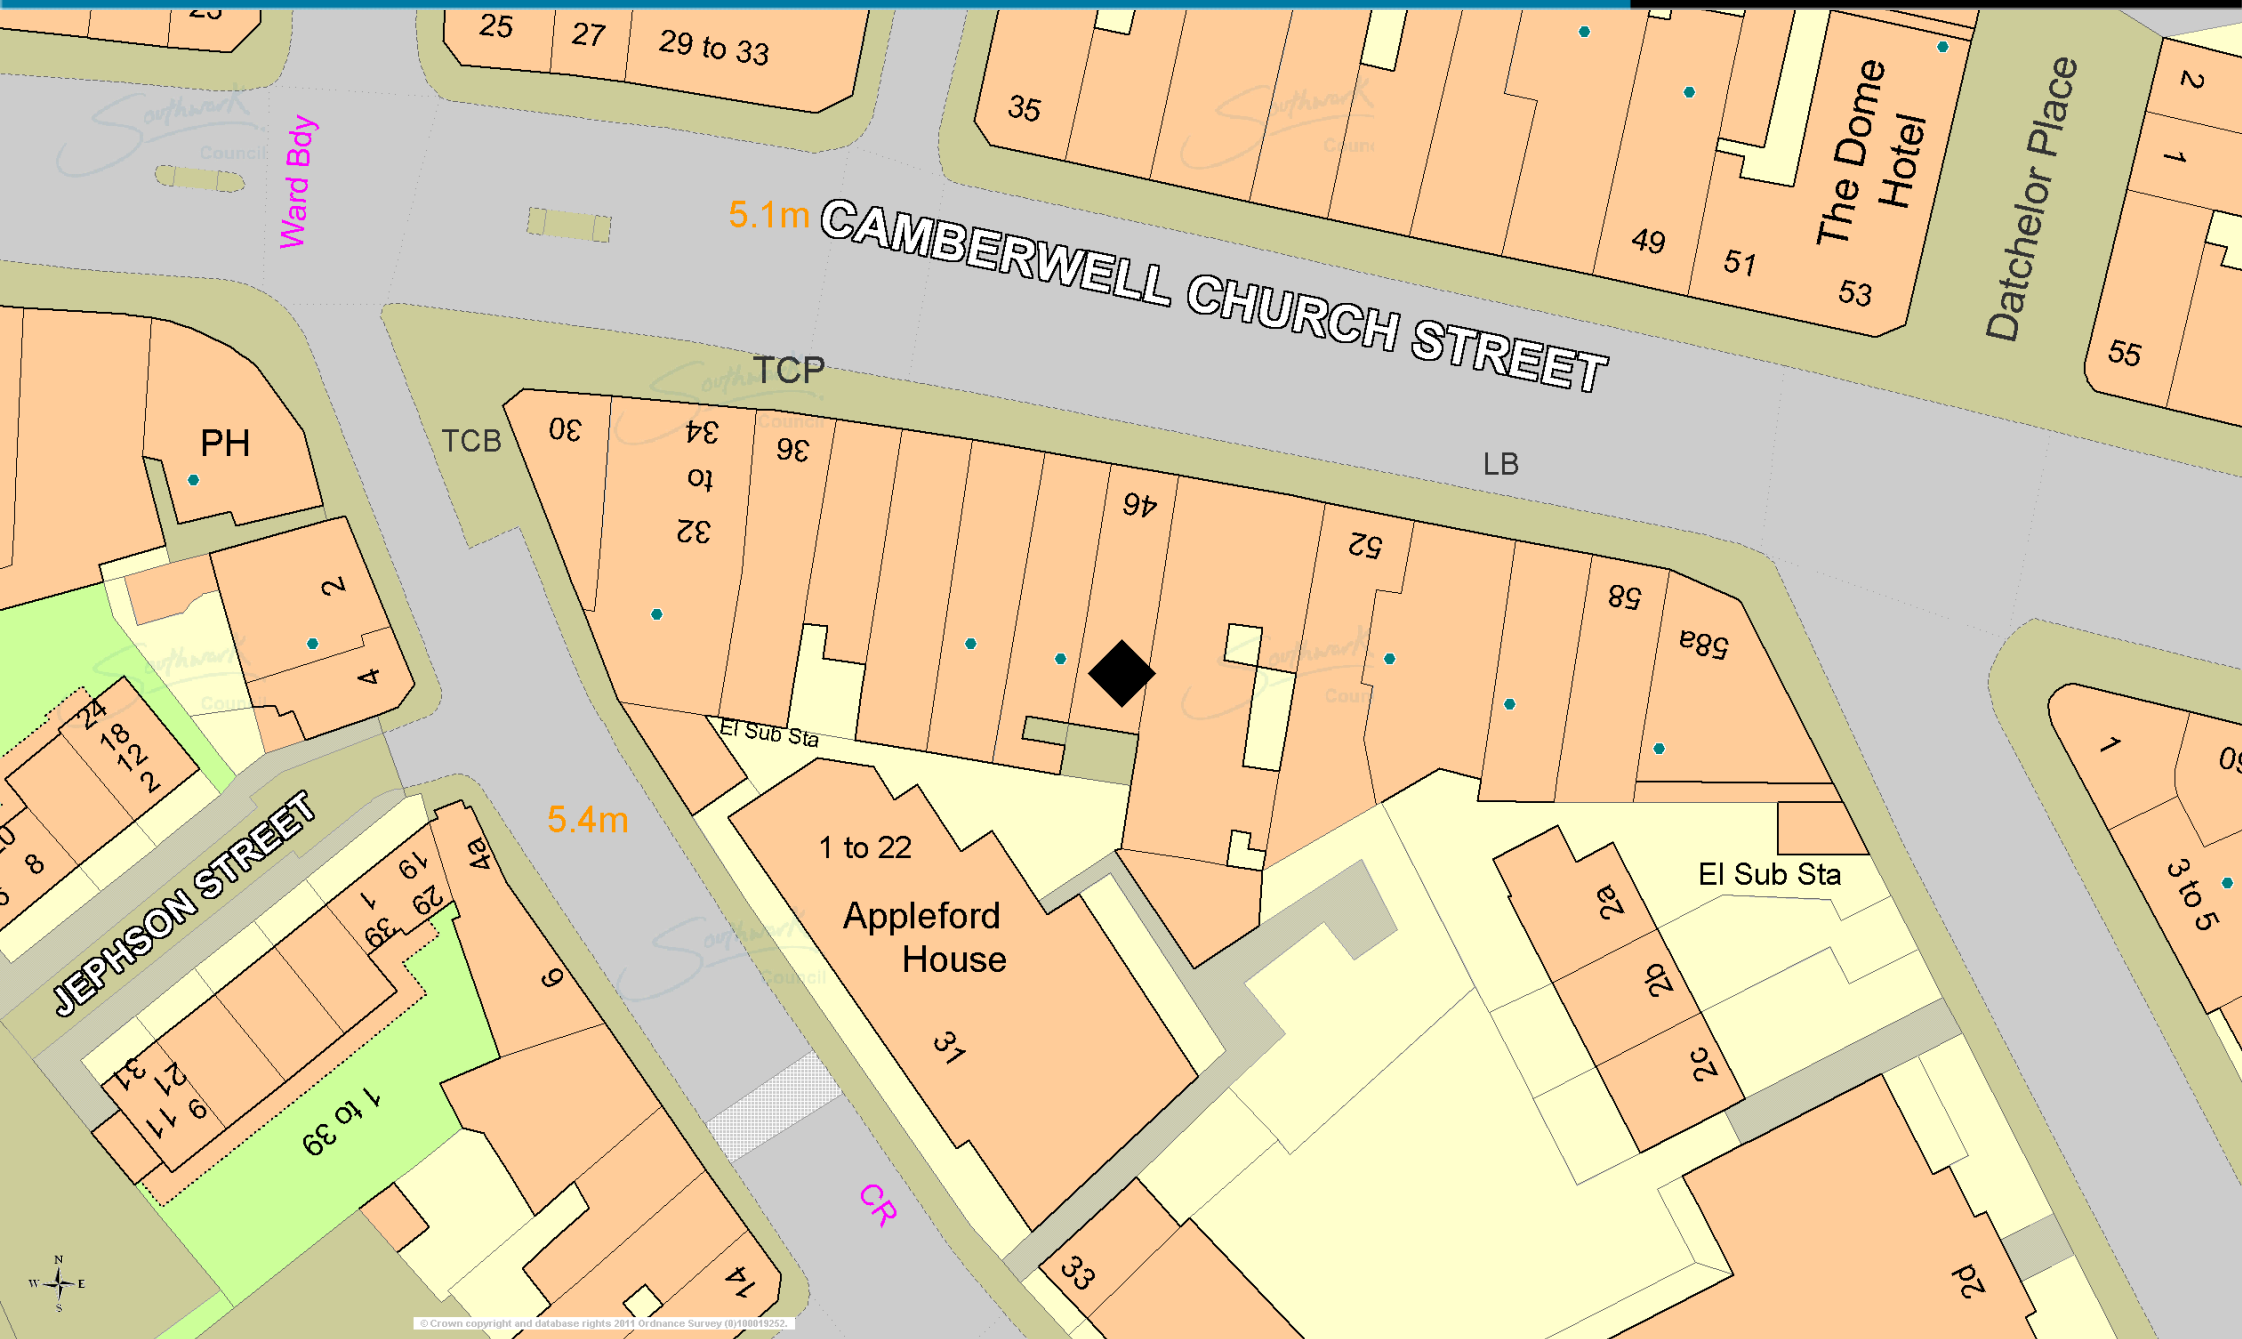 25
27
29 to 33
35
49
51
53
The Dome
Hotel
Datchelor Place
2
1
55
Ward Bdy
5.1m
CAMBERWELL CHURCH STREET
Southwark
Council
TCP
TCB
LB
PH
30
34
to
32
36
46
52
58
58a
2
4
El Sub Sta
24
18
12
2
8
5.4m
JEPHSON STREET
1 to 22
Appleford
House
31
4a
19
1
29
39
6
31
21
9
11
1 to 39
CR
33
14
El Sub Sta
2a
2b
2c
2d
1
3 to 5
N
W E
S
© Crown copyright and database rights 2011 Ordnance Survey (0)100019252.